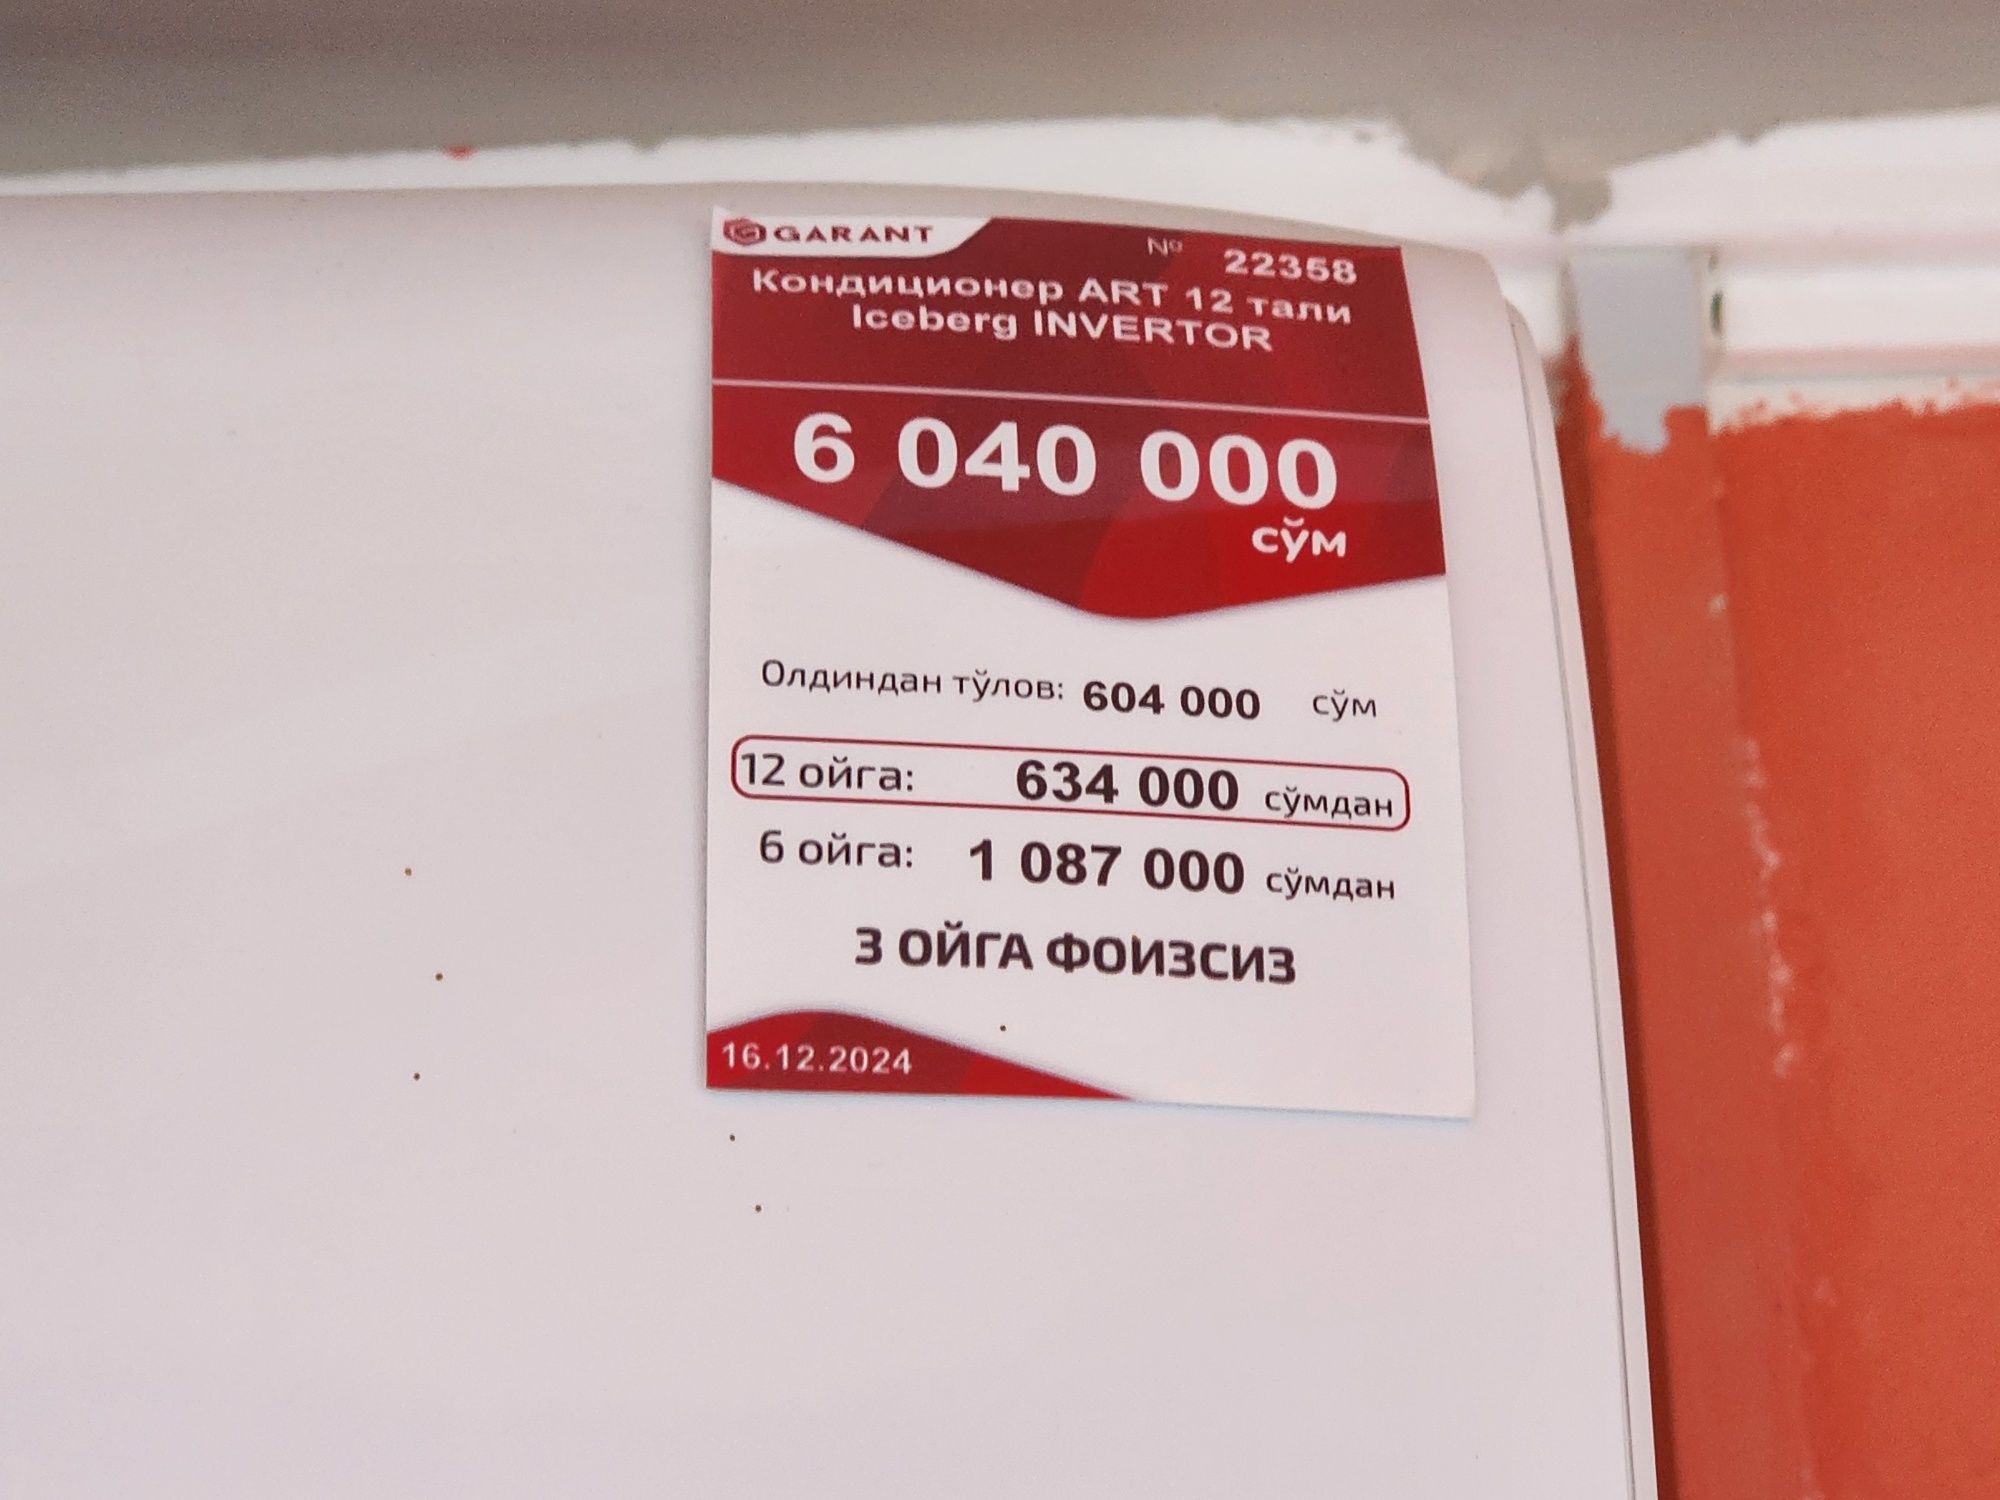 GARANT
№ 22358
Кондиционер ART 12 тали
Iceberg INVERTOR
6 040 000
сўм
Олдиндан тўлов: 604 000 сўм
12 ойга: 634 000 сўмдан
6 ойга: 1 087 000 сўмдан
3 ОЙГА ФОИЗСИЗ
16.12.2024